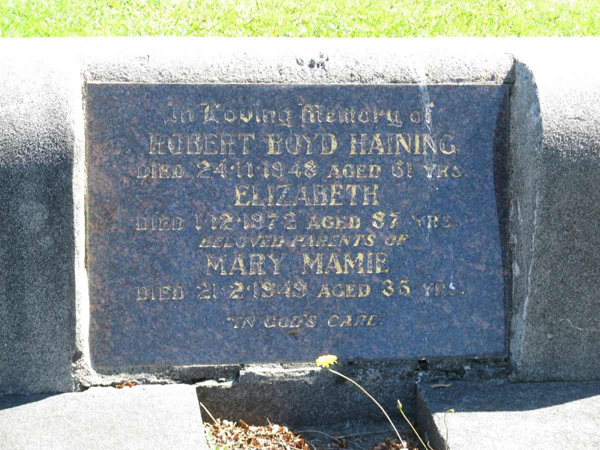 In Loving Memory of
ROBERT BOYD HAINING
DIED 24·11·1948 AGED 61 YRS.
ELIZABETH
DIED 1·12·1972 AGED 87 YRS.
BELOVED PARENTS OF
MARY MAMIE
DIED 21·2·1949 AGED 35 YRS.
"IN GOD'S CARE."